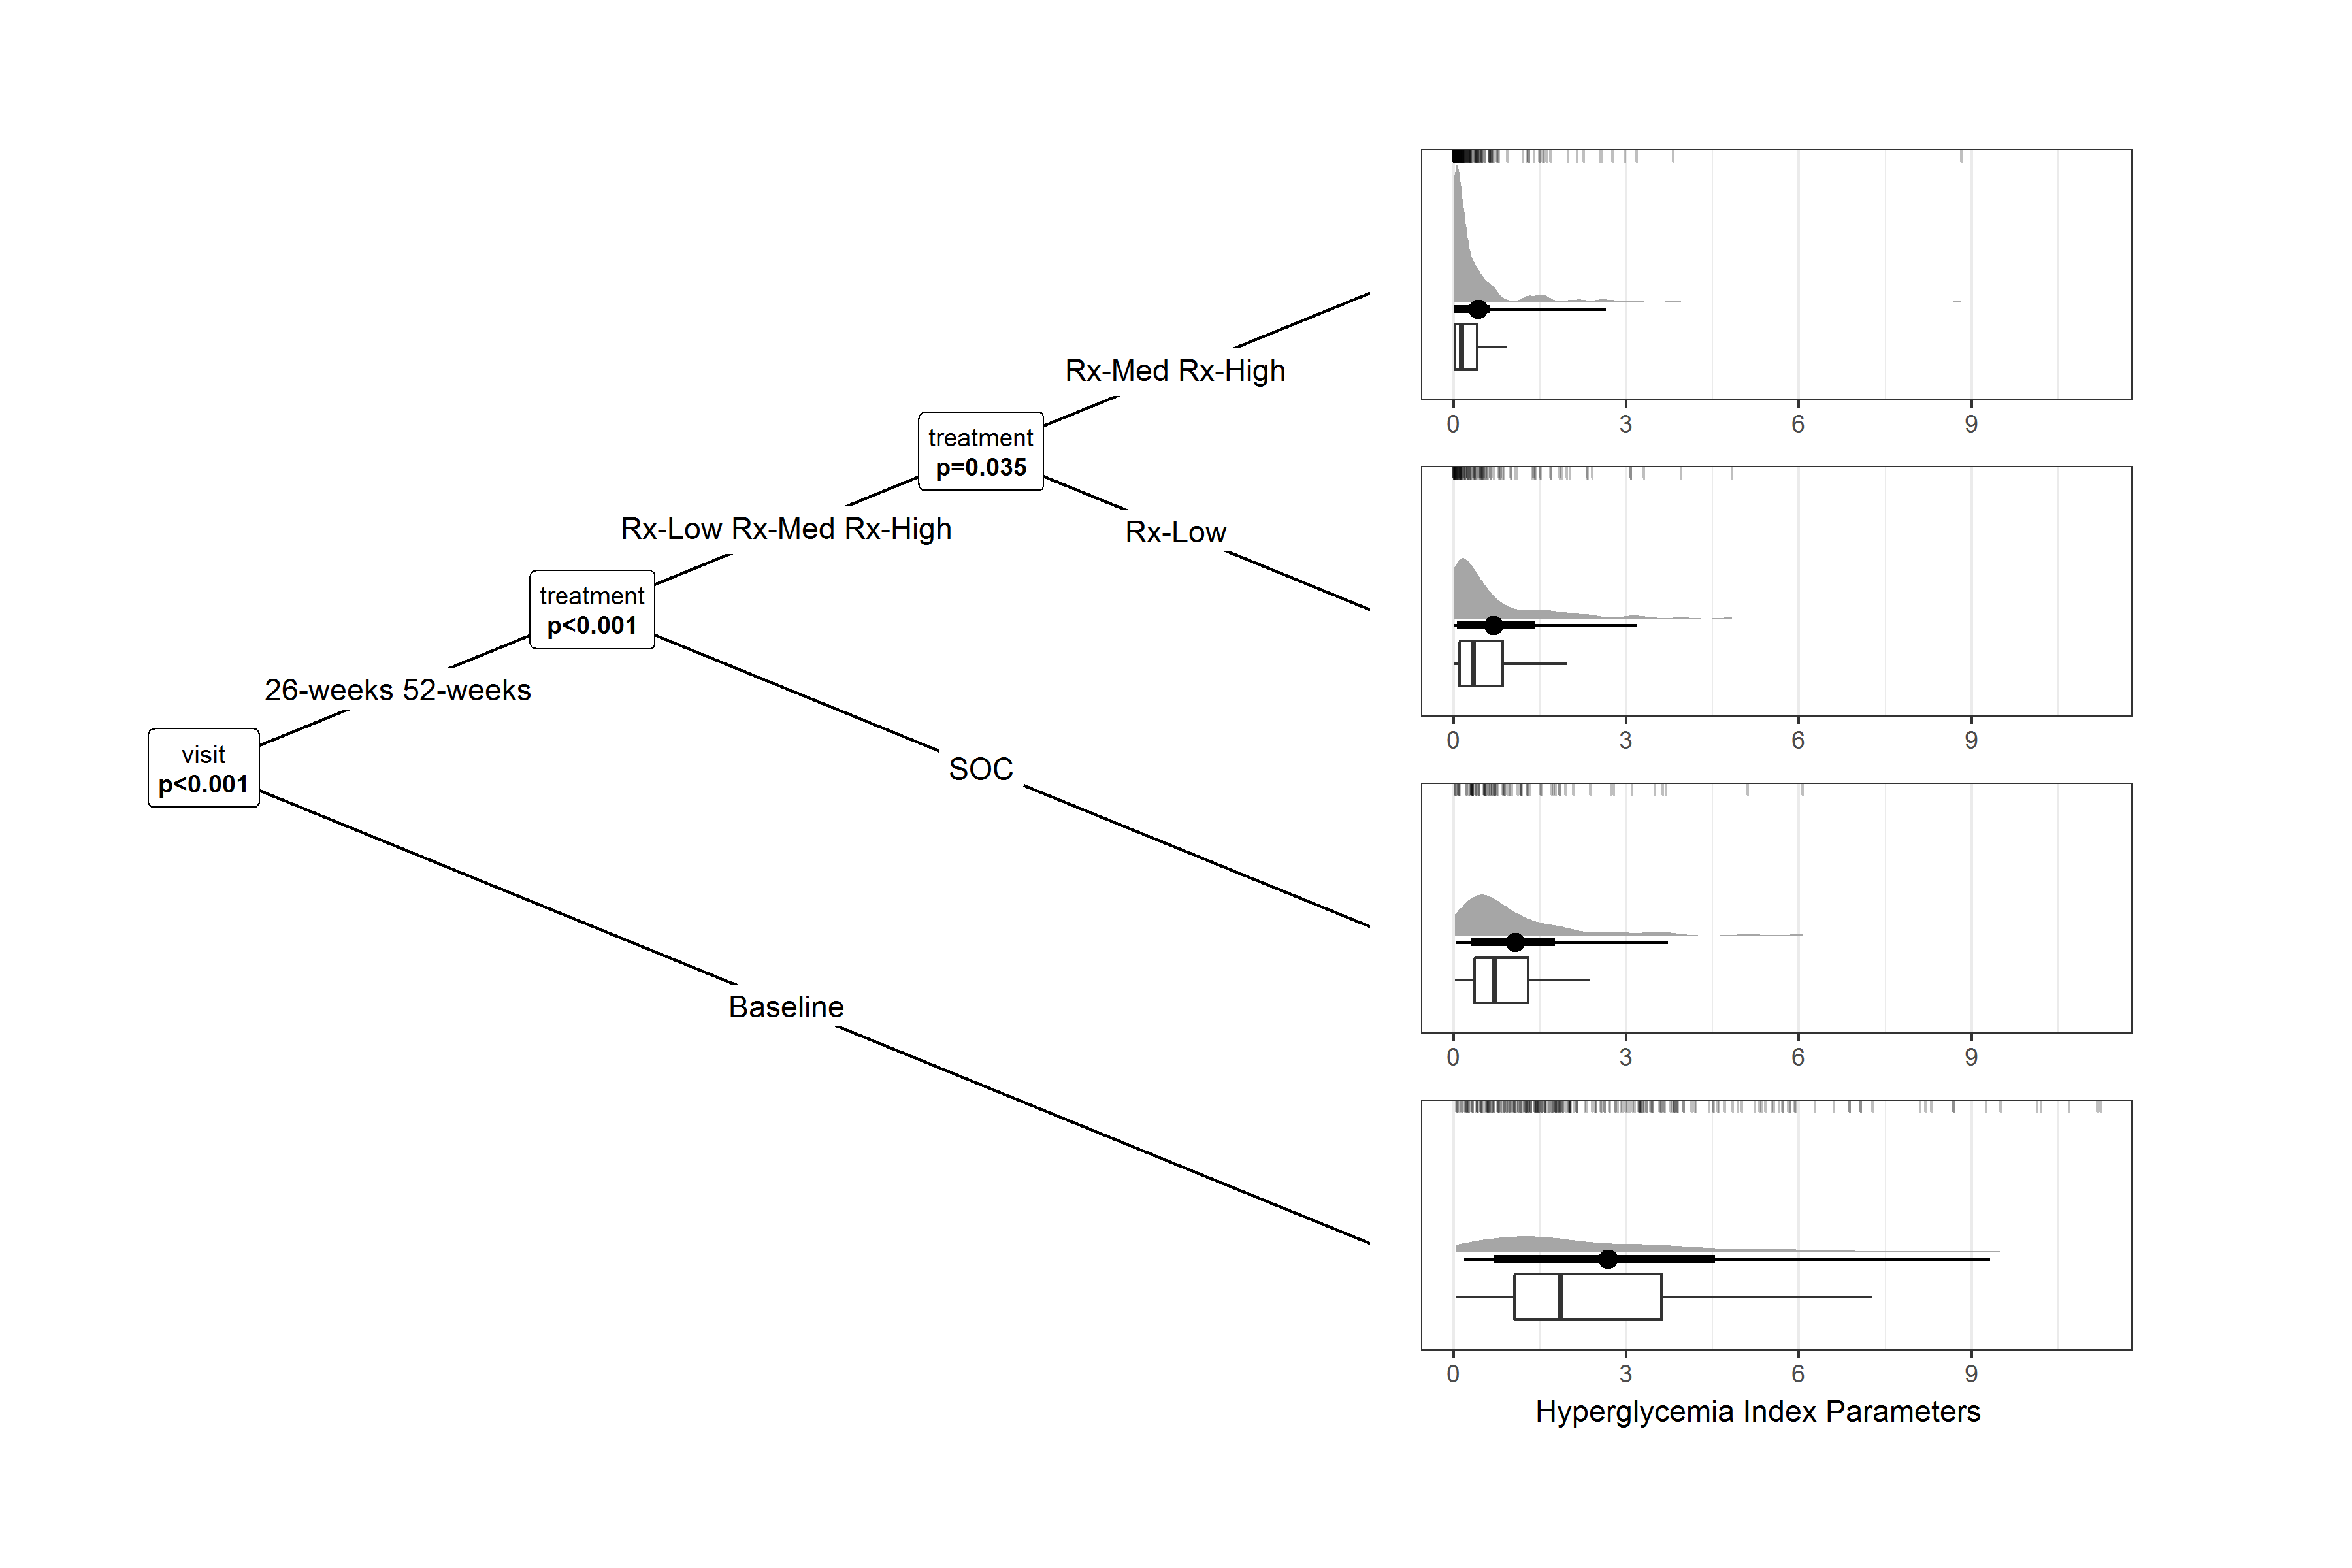 Rx-Med Rx-High
0 3 6 9
treatment
p=0.035
Rx-Low Rx-Med Rx-High
Rx-Low
treatment
p<0.001
26-weeks 52-weeks
0 3 6 9
visit
p<0.001
SOC
Baseline
0 3 6 9
0 3 6 9
Hyperglycemia Index Parameters